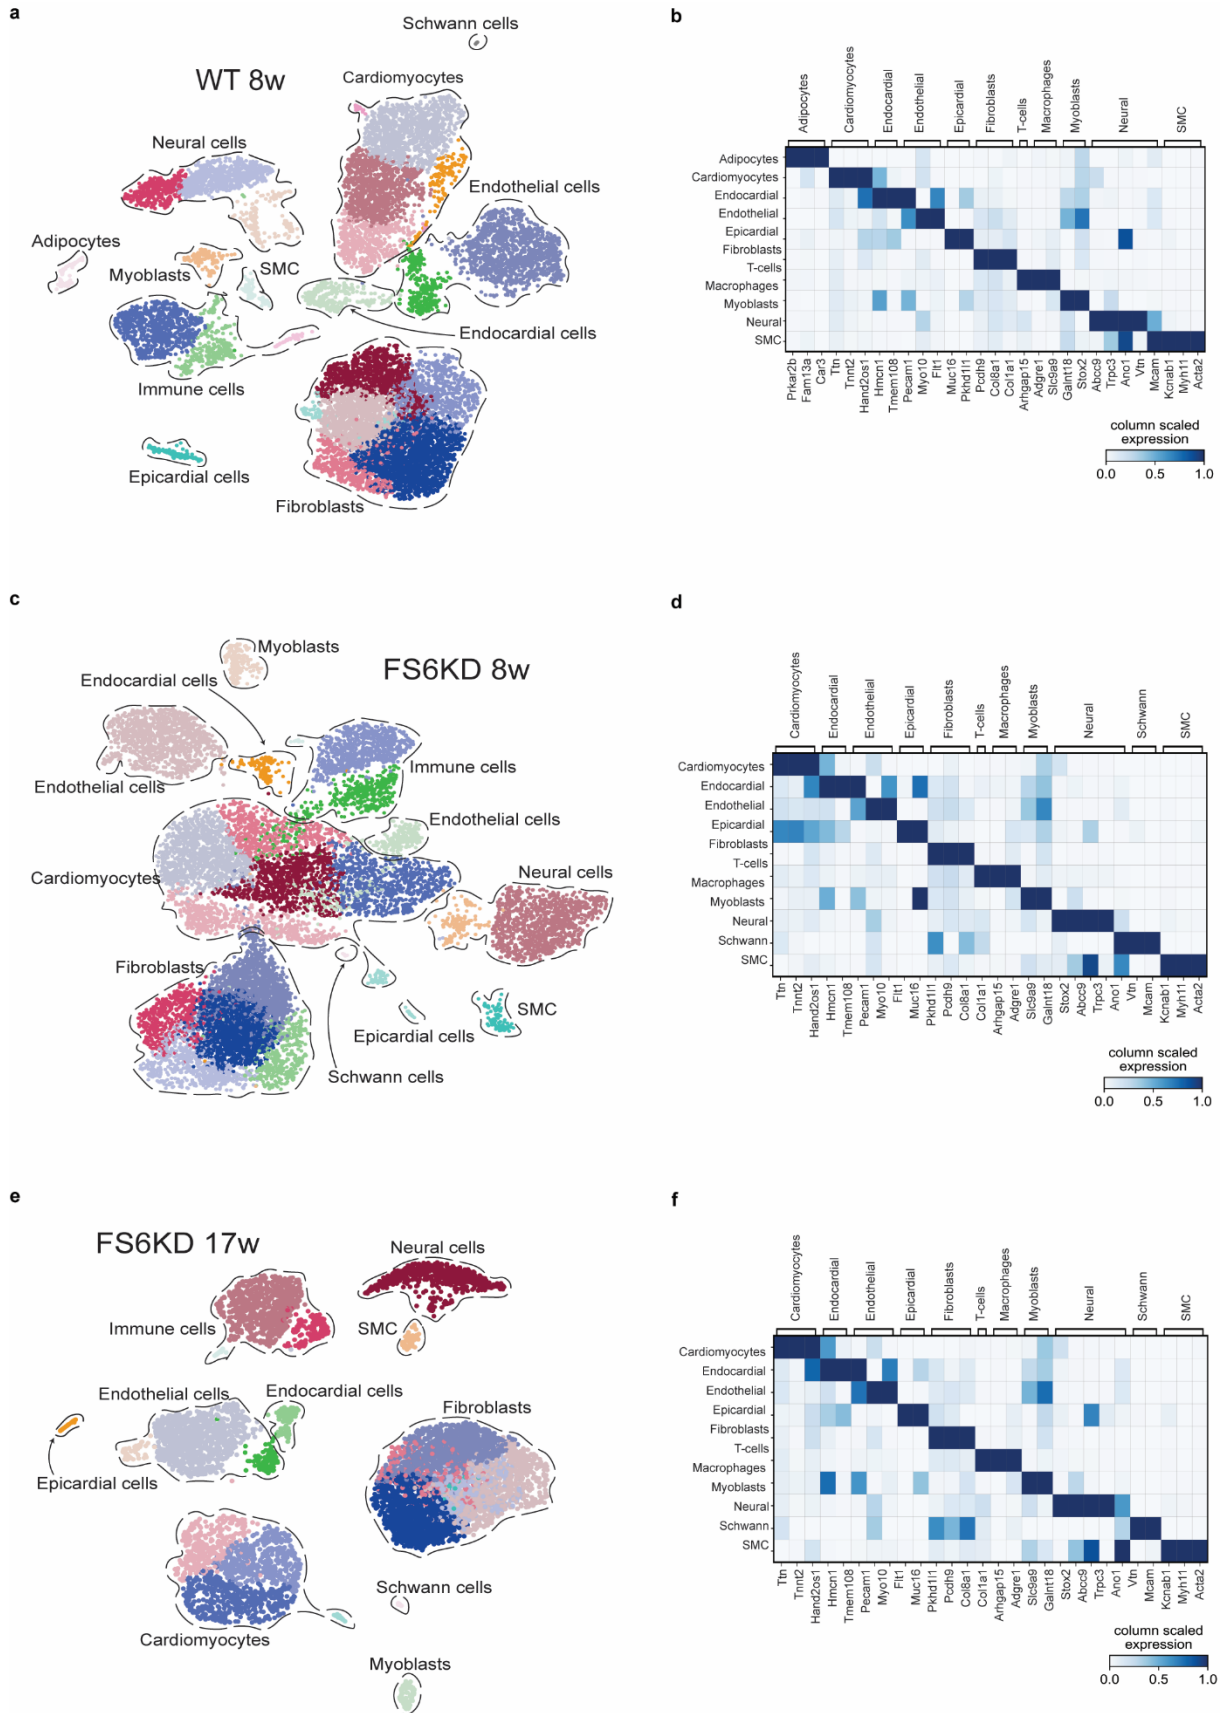 a
Schwann cells
WT 8w
Cardiomyocytes
Neural cells
Endothelial cells
Adipocytes
Myoblasts
SMC
Endocardial cells
Immune cells
Epicardial cells
Fibroblasts
b
Adipocytes
Cardiomyocytes
Endocardial
Endothelial
Epicardial
Fibroblasts
T-cells
Macrophages
Myoblasts
Neural
SMC
Adipocytes
Cardiomyocytes
Endocardial
Endothelial
Epicardial
Fibroblasts
T-cells
Macrophages
Myoblasts
Neural
SMC
Prkar2b
Fam13a
Car3
Ttn
Tnnt2
Hand2os1
Hmcn1
Tmem108
Pecam1
Myo10
Flt1
Muc16
Pkhd1l1
Pcdh9
Col8a1
Col1a1
Arhgap15
Adgre1
Slc9a9
Galnt18
Stox2
Abcc9
Trpc3
Ano1
Vtn
Mcam
Kcnab1
Myh11
Acta2
column scaled
expression
0.0 0.5 1.0
c
Myoblasts
Endocardial cells
FS6KD 8w
Immune cells
Endothelial cells
Endothelial cells
Cardiomyocytes
Neural cells
Fibroblasts
SMC
Epicardial cells
Schwann cells
d
Cardiomyocytes
Endocardial
Endothelial
Epicardial
Fibroblasts
T-cells
Macrophages
Myoblasts
Neural
Schwann
SMC
Cardiomyocytes
Endocardial
Endothelial
Epicardial
Fibroblasts
T-cells
Macrophages
Myoblasts
Neural
Schwann
SMC
Ttn
Tnnt2
Hand2os1
Hmcn1
Tmem108
Pecam1
Myo10
Flt1
Muc16
Pkhd1l1
Pcdh9
Col8a1
Col1a1
Arhgap15
Adgre1
Slc9a9
Galnt18
Stox2
Abcc9
Trpc3
Ano1
Vtn
Mcam
Kcnab1
Myh11
Acta2
column scaled
expression
0.0 0.5 1.0
e
FS6KD 17w
Neural cells
Immune cells
SMC
Endothelial cells
Endocardial cells
Fibroblasts
Epicardial cells
Schwann cells
Cardiomyocytes
Myoblasts
f
Cardiomyocytes
Endocardial
Endothelial
Epicardial
Fibroblasts
T-cells
Macrophages
Myoblasts
Neural
Schwann
SMC
Cardiomyocytes
Endocardial
Endothelial
Epicardial
Fibroblasts
T-cells
Macrophages
Myoblasts
Neural
Schwann
SMC
Ttn
Tnnt2
Hand2os1
Hmcn1
Tmem108
Pecam1
Myo10
Flt1
Muc16
Pkhd1l1
Pcdh9
Col8a1
Col1a1
Arhgap15
Adgre1
Slc9a9
Galnt18
Stox2
Abcc9
Trpc3
Ano1
Vtn
Mcam
Kcnab1
Myh11
Acta2
column scaled
expression
0.0 0.5 1.0